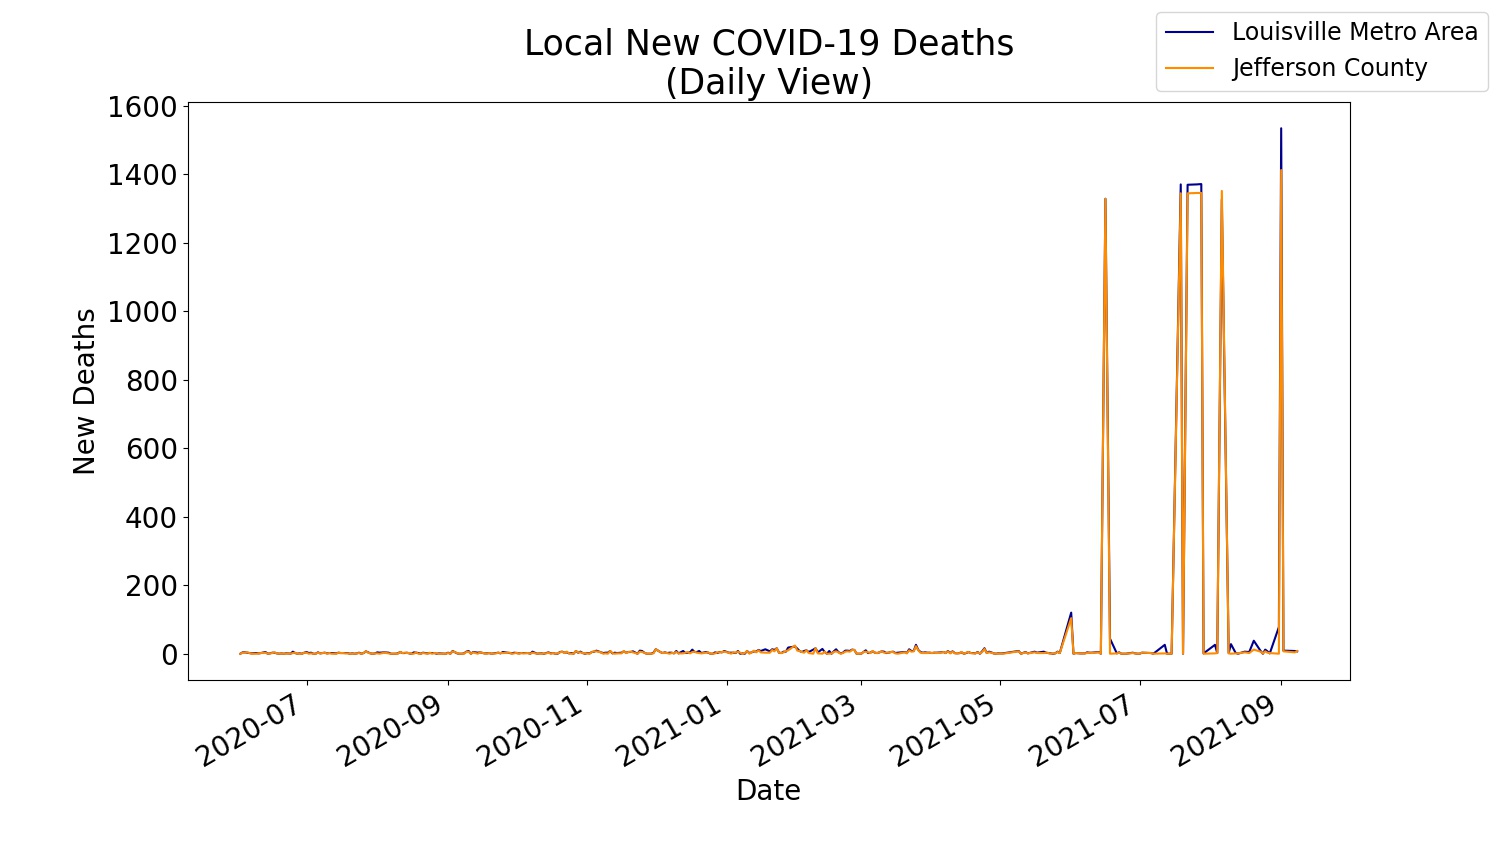 Local New COVID-19 Deaths
(Daily View)
Louisville Metro Area
Jefferson County
1600
1400
1200
1000
800
600
400
200
0
New Deaths
2020-07
2020-09
2020-11
2021-01
2021-03
2021-05
2021-07
2021-09
Date